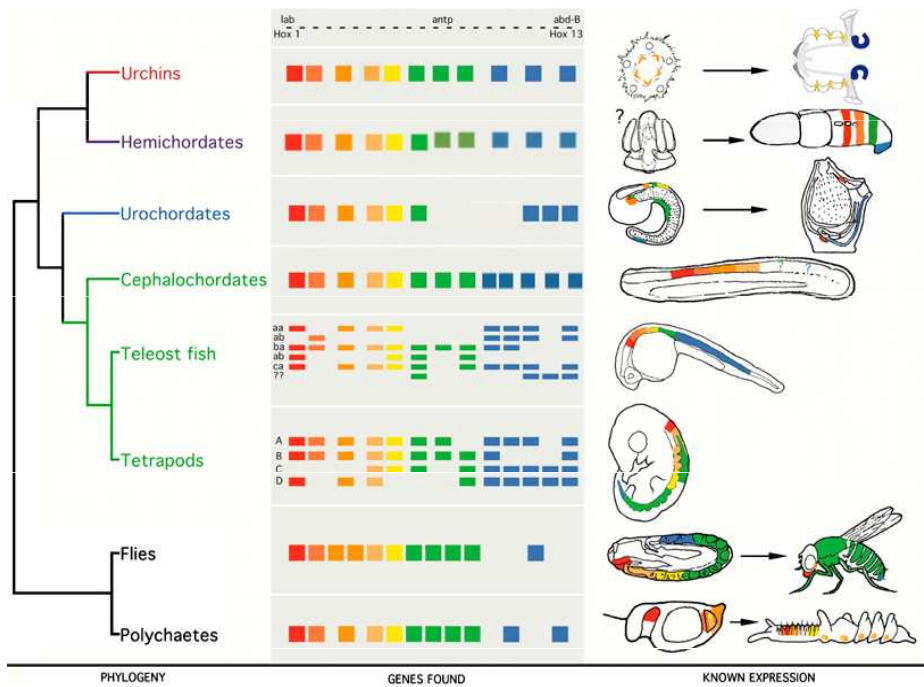 lab antp abd-B
Hox 1 Hox 13
Urchins
?
Hemichordates
Urochordates
Cephalochordates
aa
ab
ba
ab
ca
??
Teleost fish
A
B
C
D
Tetrapods
Flies
Polychaetes
PHYLOGENY GENES FOUND KNOWN EXPRESSION